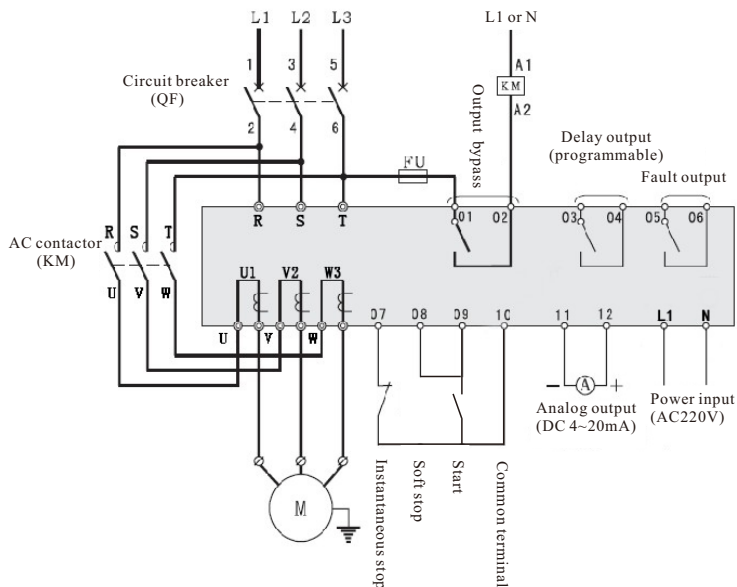 L1 L2 L3 L1 or N
1 3 5 A1
Circuit breaker
(QF)
KM
A2
2 4 6
Output bypass
Delay output
(programmable)
Fault output
FU
R S T 01 02 03 04 05 06
R S T
AC contactor
(KM)
U1 V2 W3
U V W
U V W 07 08 09 10 11 12 L1 N
- A +
Analog output
(DC 4~20mA)
Power input
(AC220V)
M
Instantaneous stop
Soft stop
Start
Common terminal